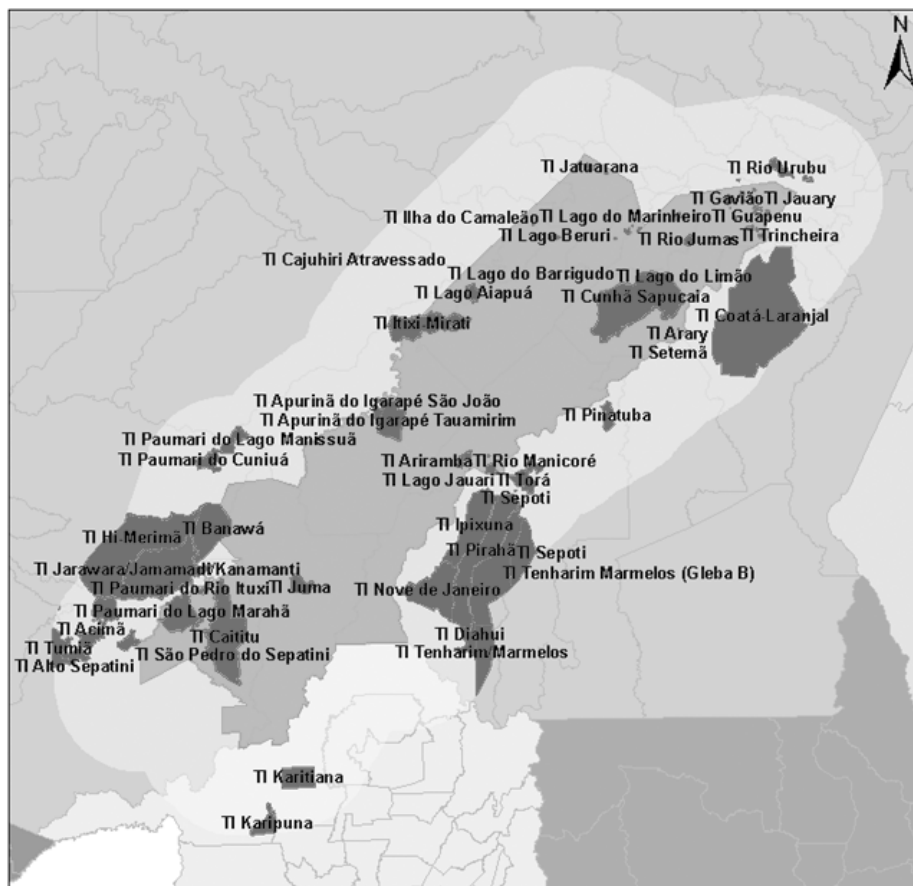 N
TI Jatuarana
TI Rio Urubu
TI Gavião
TI Jauary
TI Ilha do Camaleão
TI Lago do Marinheiro
TI Guapenu
TI Lago Beruri
TI Rio Jumas
TI Trincheira
TI Cajuhiri Atravessado
TI Lago do Barrigudo
TI Lago do Limão
TI Lago Aiapuá
TI Cunhã Sapucaia
TI Itixi Mirati
TI Coatá-Laranjal
TI Arary
TI Setemã
TI Apurinã do Igarapé São João
TI Apurinã do Igarapé Tauamirim
TI Pinatuba
TI Paumari do Lago Manissuã
TI Paumari do Cuniuá
TI Ariramba
TI Rio Manicoré
TI Lago Jauari
TI Torá
TI Sepoti
TI Hi-Merimã
TI Banawá
TI Ipixuna
TI Pirahã
TI Sepoti
TI Jarawara/Jamamadi/Kanamanti
TI Tenharim Marmelos (Gleba B)
TI Paumari do Rio Ituxi
TI Juma
TI Nove de Janeiro
TI Paumari do Lago Marahã
TI Acimã
TI Caititu
TI Diahui
TI Tumiã
TI São Pedro do Sepatini
TI Tenharim/Marmelos
TI Alto Sepatini
TI Karitiana
TI Karipuna